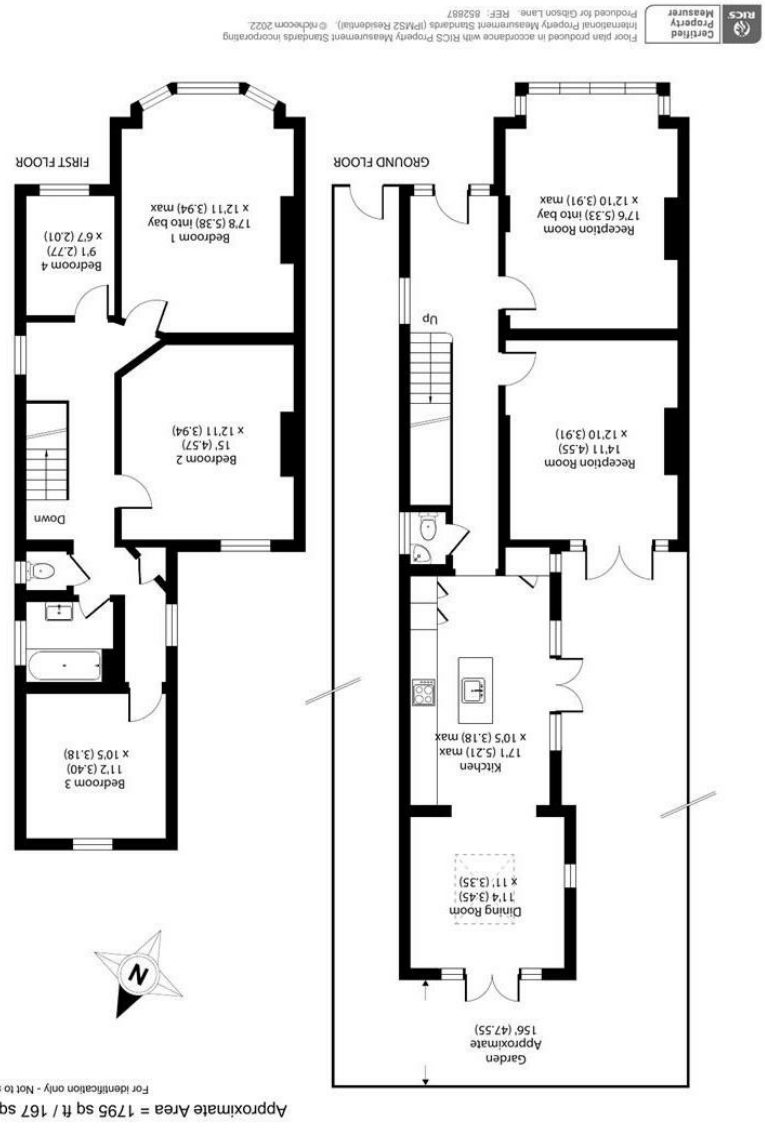 Approximate Area = 1795 sq ft / 167 sq
For identification only - Not to
Garden
Approximate
156' (47.55)
Dining Room
11'4 (3.45)
x 11' (3.35)
Kitchen
17'1 (5.21) max
x 10'5 (3.18) max
Reception Room
14'11 (4.55)
x 12'10 (3.91)
Up
Reception Room
17'6 (5.33) into bay
x 12'10 (3.91) max
GROUND FLOOR
N
Bedroom 3
11'2 (3.40)
x 10'5 (3.18)
Down
Bedroom 2
15' (4.57)
x 12'11 (3.94)
Bedroom 1
17'8 (5.38) into bay
x 12'11 (3.94) max
Bedroom 4
9'1 (2.77)
x 6'7 (2.01)
FIRST FLOOR
RICS
Certified
Property
Measurer
Floor plan produced in accordance with RICS Property Measurement Standards incorporating
International Property Measurement Standards (IPMS2 Residential). © nichecom 2022.
Produced for Gibson Lane. REF: 852887